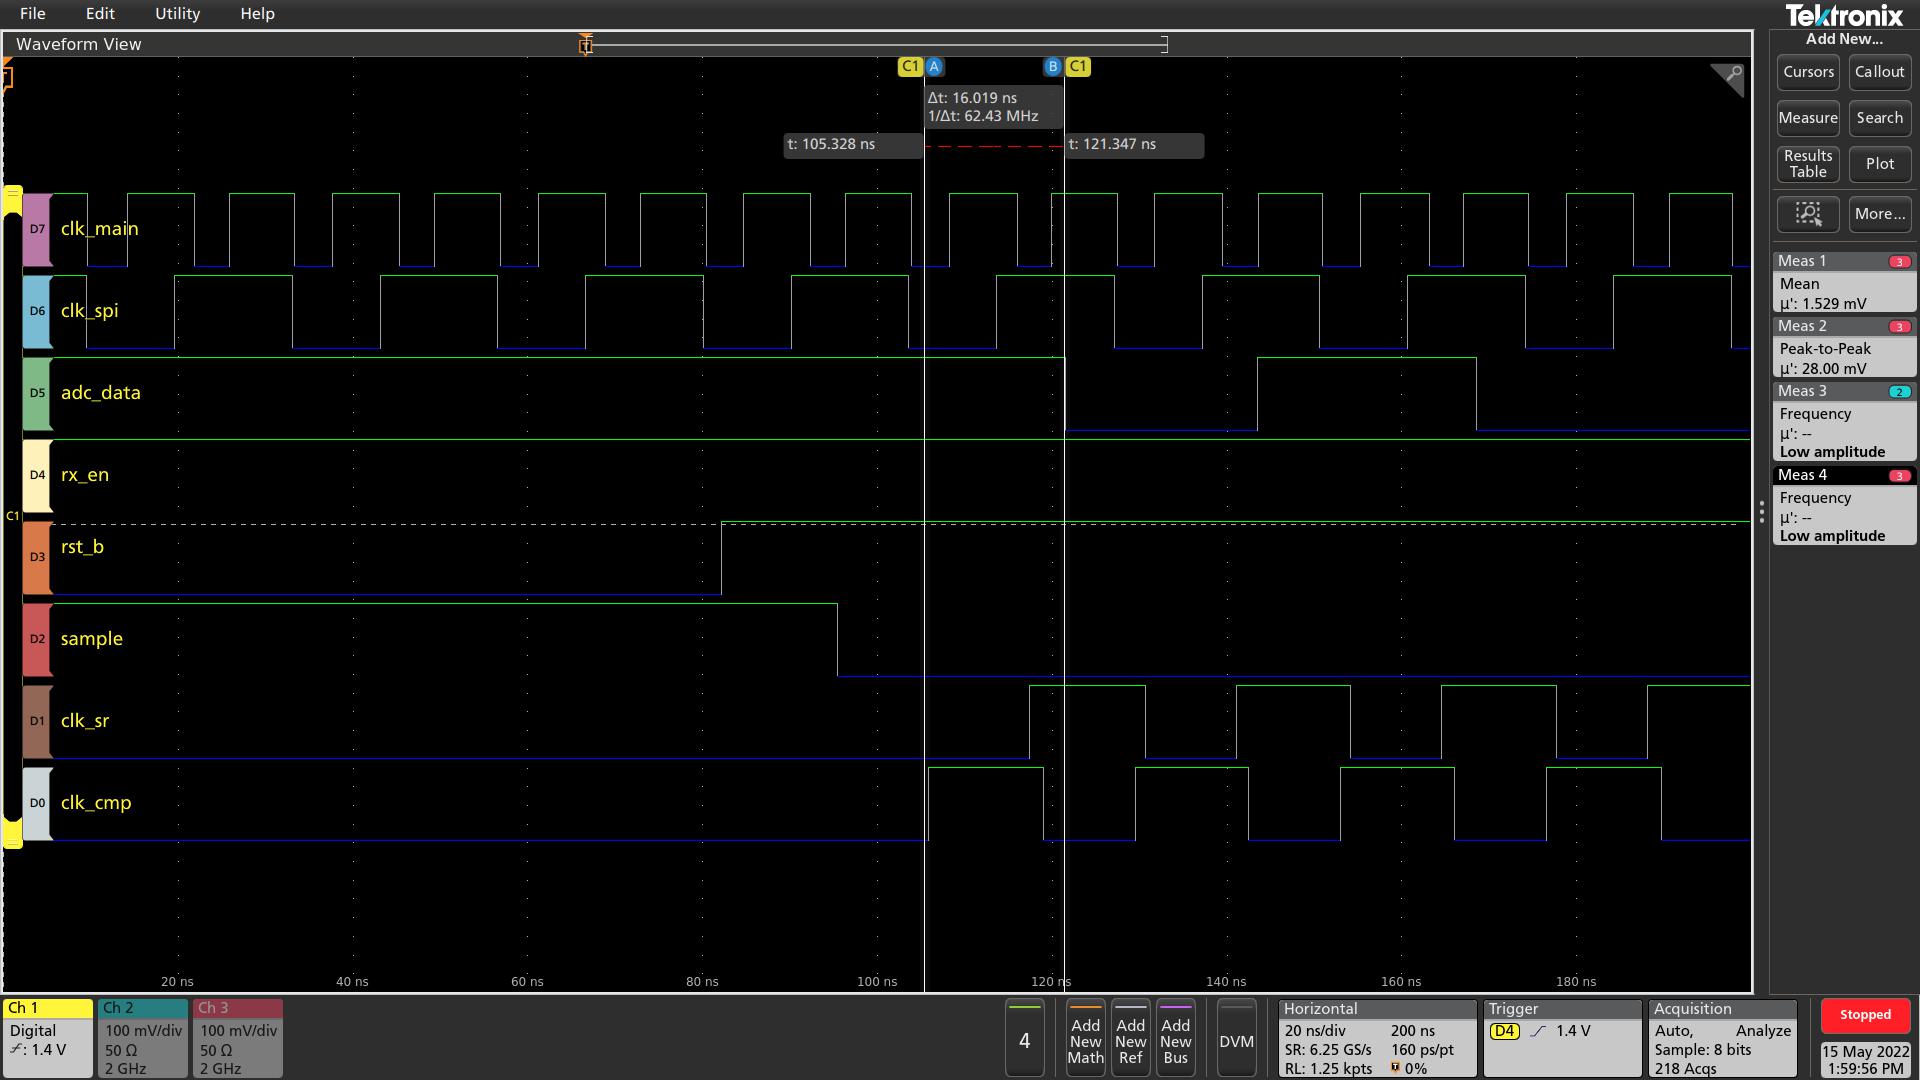 File Edit Utility Help
Tektronix
Waveform View
Add New...
C1 A B C1
Cursors Callout
Δt: 16.019 ns
1/Δt: 62.43 MHz
Measure Search
t: 105.328 ns t: 121.347 ns
Results
Table
Plot
More...
D7 clk_main
D6 clk_spi
D5 adc_data
D4 rx_en
C1
D3 rst_b
D2 sample
D1 clk_sr
D0 clk_cmp
Meas 1 3
Mean
µ': 1.529 mV
Meas 2 3
Peak-to-Peak
µ': 28.00 mV
Meas 3 2
Frequency
µ': --
Low amplitude
Meas 4 3
Frequency
µ': --
Low amplitude
20 ns 40 ns 60 ns 80 ns 100 ns 120 ns 140 ns 160 ns 180 ns
Ch 1
Digital
: 1.4 V
Ch 2
100 mV/div
50 Ω
2 GHz
Ch 3
100 mV/div
50 Ω
2 GHz
4
Add
New
Math
Add
New
Ref
Add
New
Bus
DVM
Horizontal
20 ns/div 200 ns
SR: 6.25 GS/s 160 ps/pt
RL: 1.25 kpts T 0%
Trigger
D4 1.4 V
Acquisition
Auto, Analyze
Sample: 8 bits
218 Acqs
Stopped
15 May 2022
1:59:56 PM